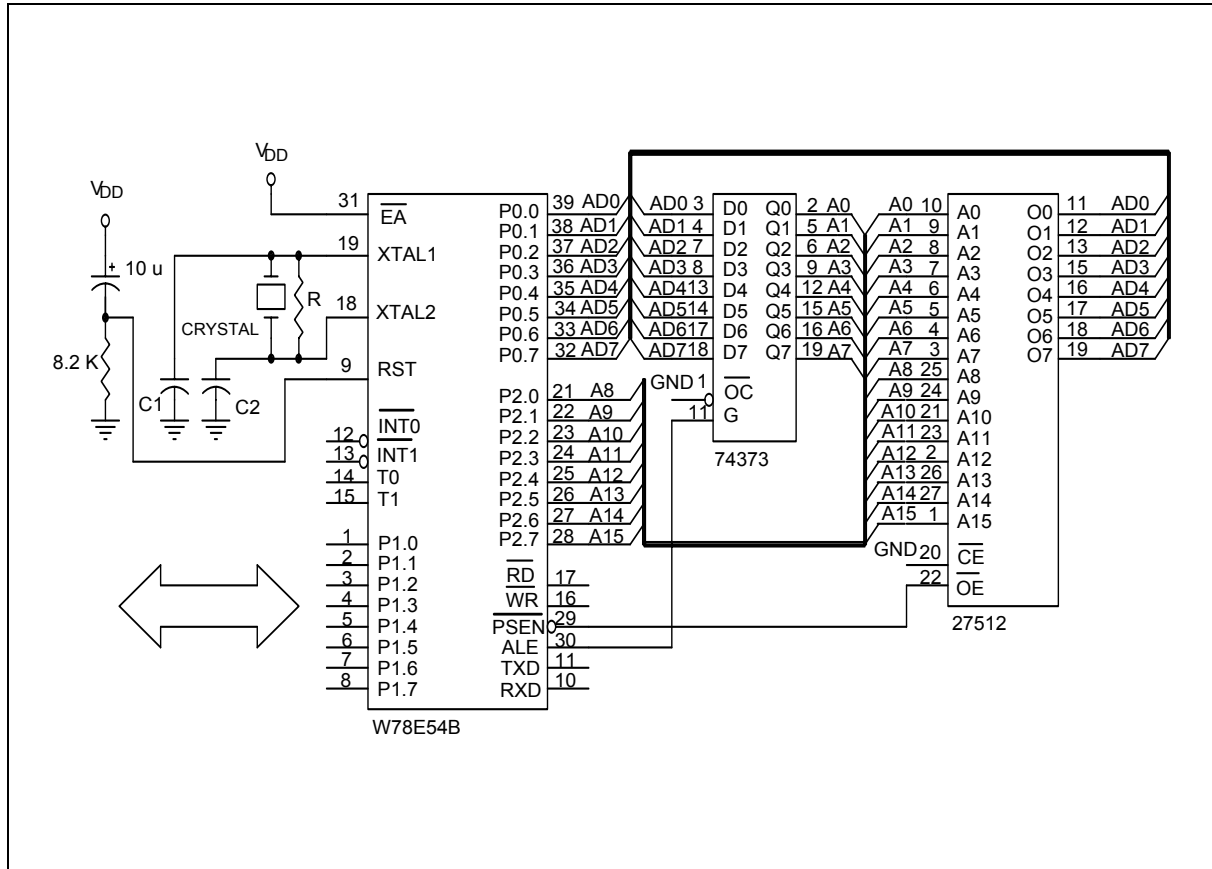 VDD
VDD
10 u
8.2 K
C1
C2
CRYSTAL
R
31 EA
19 XTAL1
18 XTAL2
9 RST
12 INT0
13 INT1
14 T0
15 T1
1 P1.0
2 P1.1
3 P1.2
4 P1.3
5 P1.4
6 P1.5
7 P1.6
8 P1.7
P0.0 39 AD0
P0.1 38 AD1
P0.2 37 AD2
P0.3 36 AD3
P0.4 35 AD4
P0.5 34 AD5
P0.6 33 AD6
P0.7 32 AD7
P2.0 21 A8
P2.1 22 A9
P2.2 23 A10
P2.3 24 A11
P2.4 25 A12
P2.5 26 A13
P2.6 27 A14
P2.7 28 A15
RD 17
WR 16
PSEN 29
ALE 30
TXD 11
RXD 10
W78E54B
AD0 3 D0 Q0 2 A0
AD1 4 D1 Q1 5 A1
AD2 7 D2 Q2 6 A2
AD3 8 D3 Q3 9 A3
AD4 13 D4 Q4 12 A4
AD5 14 D5 Q5 15 A5
AD6 17 D6 Q6 16 A6
AD7 18 D7 Q7 19 A7
GND 1 OC
11 G
74373
A0 10 A0 O0 11 AD0
A1 9 A1 O1 12 AD1
A2 8 A2 O2 13 AD2
A3 7 A3 O3 15 AD3
A4 6 A4 O4 16 AD4
A5 5 A5 O5 17 AD5
A6 4 A6 O6 18 AD6
A7 3 A7 O7 19 AD7
A8 25 A8
A9 24 A9
A10 21 A10
A11 23 A11
A12 2 A12
A13 26 A13
A14 27 A14
A15 1 A15
GND 20 CE
22 OE
27512